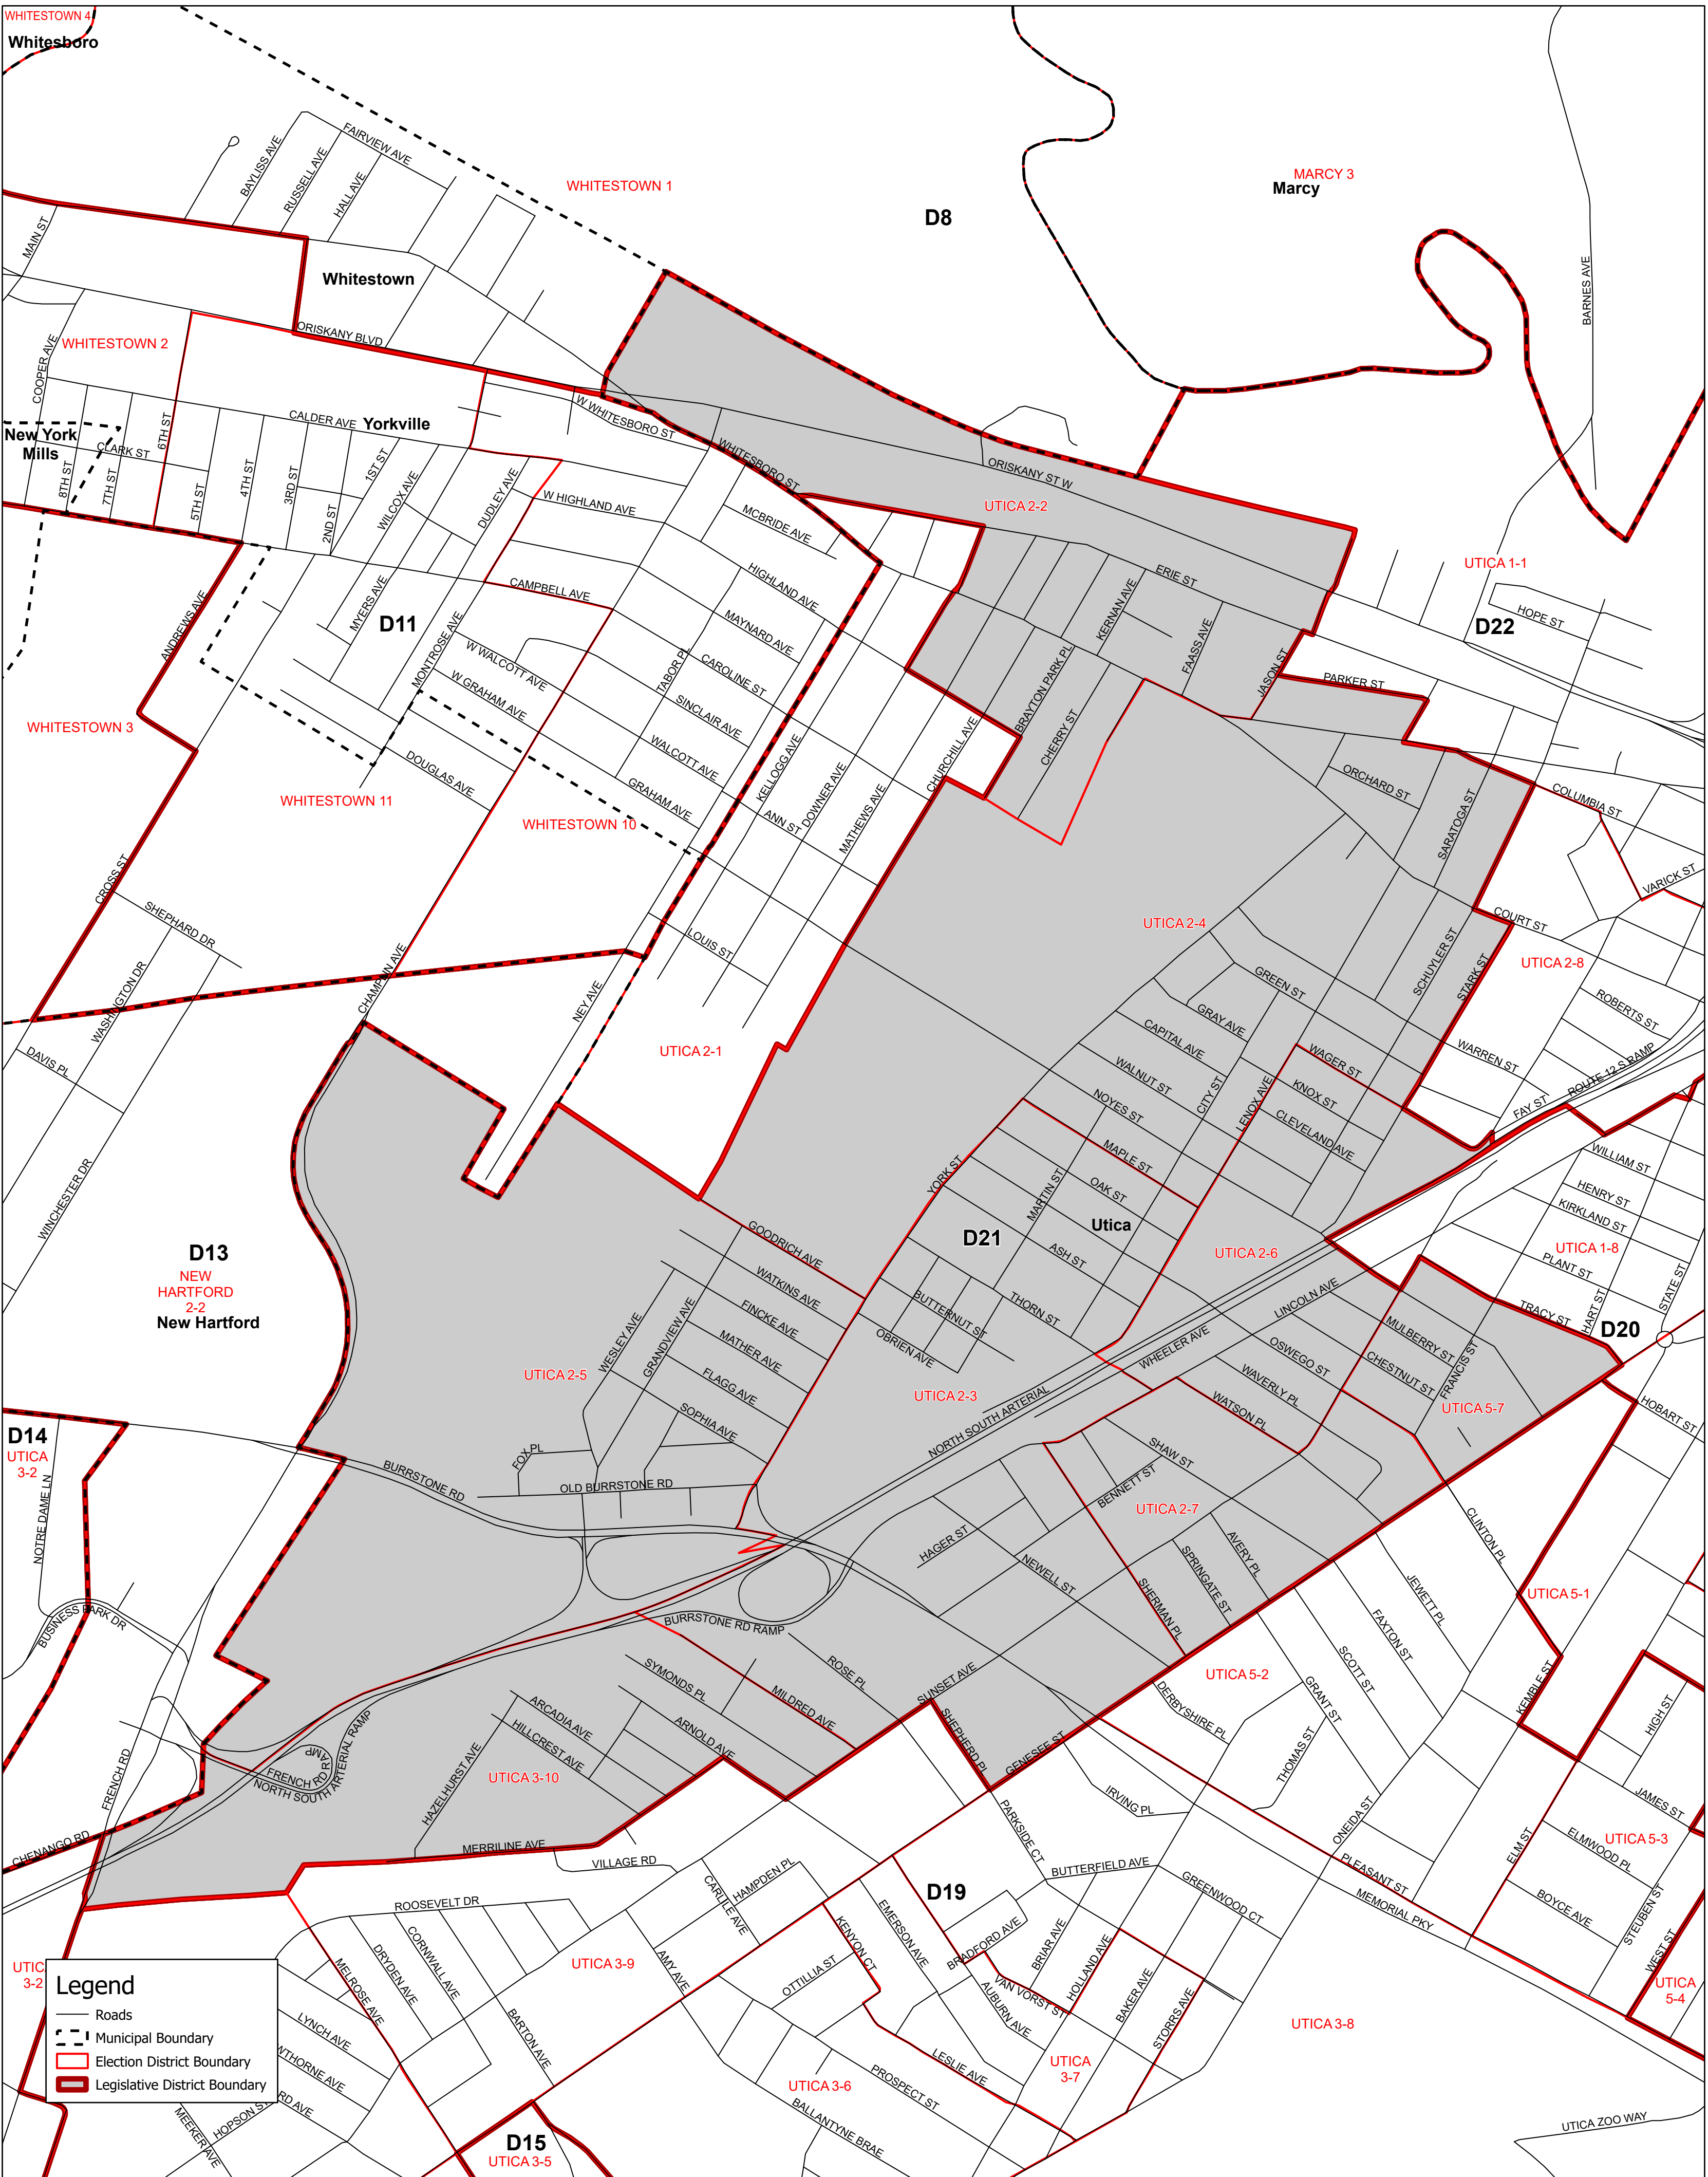 WHITESTOWN 4
Whitesboro
FAIRVIEW AVE
BAYLISS AVE
RUSSELL AVE
HALL AVE
WHITESTOWN 1
MARCY 3
Marcy
D8
MAIN ST
Whitestown
BARNES AVE
ORISKANY BLVD
WHITESTOWN 2
COOPER AVE
CALDER AVE
Yorkville
W WHITESBORO ST
New York
Mills
CLARK ST
6TH ST
8TH ST
7TH ST
5TH ST
4TH ST
3RD ST
2ND ST
1ST ST
WILCOX AVE
DUDLEY AVE
W HIGHLAND AVE
WHITESBORO ST
ORISKANY ST W
UTICA 2-2
MCBRIDE AVE
HIGHLAND AVE
ERIE ST
UTICA 1-1
HOPE ST
D22
CAMPBELL AVE
MYERS AVE
D11
ANDREWS AVE
MONTROSE AVE
MAYNARD AVE
KERNAN AVE
FAASS AVE
JASON ST
PARKER ST
W WALCOTT AVE
W GRAHAM AVE
TABOR PL
CAROLINE ST
SINCLAIR AVE
WALCOTT AVE
BRAYTON PARK PL
CHERRY ST
CHURCHILL AVE
WHITESTOWN 3
DOUGLAS AVE
KELLOGG AVE
DOWNER AVE
MATHEWS AVE
GRAHAM AVE
ANN ST
ORCHARD ST
SARATOGA ST
COLUMBIA ST
WHITESTOWN 11
WHITESTOWN 10
VARICK ST
CROSS ST
SHEPHARD DR
LOUIS ST
UTICA 2-4
COURT ST
UTICA 2-8
SCHUYLER ST
STARK ST
GREEN ST
ROBERTS ST
WASHINGTON DR
CHAMPLIN AVE
NEY AVE
GRAY AVE
CAPITAL AVE
WALNUT ST
CITY ST
LENOX AVE
WAGER ST
KNOX ST
CLEVELAND AVE
WARREN ST
FAY ST
ROUTE 12 S RAMP
UTICA 2-1
DAVIS PL
NOYES ST
MAPLE ST
OAK ST
YORK ST
MARTIN ST
WILLIAM ST
HENRY ST
KIRKLAND ST
WINCHESTER DR
D13
NEW
HARTFORD
2-2
New Hartford
GOODRICH AVE
D21
Utica
ASH ST
UTICA 2-6
UTICA 1-8
PLANT ST
STATE ST
HART ST
WATKINS AVE
FINCKE AVE
MATHER AVE
FLAGG AVE
SOPHIA AVE
WESLEY AVE
GRANDVIEW AVE
BUTTERNUT ST
THORN ST
OBRIEN AVE
LINCOLN AVE
WHEELER AVE
MULBERRY ST
CHESTNUT ST
FRANCIS ST
TRACY ST
D20
UTICA 2-5
UTICA 2-3
OSWEGO ST
WAVERLY PL
WATSON PL
UTICA 5-7
HOBART ST
D14
UTICA
3-2
NOTRE DAME LN
BURRSTONE RD
FOX PL
OLD BURRSTONE RD
NORTH SOUTH ARTERIAL
SHAW ST
BENNETT ST
UTICA 2-7
HAGER ST
NEWELL ST
SHERMAN PL
SPRINGATE ST
AVERY PL
CLINTON PL
JEWETT PL
FAXTON ST
SCOTT ST
UTICA 5-1
BUSINESS PARK DR
BURRSTONE RD RAMP
ROSE PL
SYMONDS PL
MILDRED AVE
SUNSET AVE
UTICA 5-2
DERBYSHIRE PL
GRANT ST
THOMAS ST
KEMBLE ST
HIGH ST
ARCADIA AVE
HILLCREST AVE
ARNOLD AVE
HAZELHURST AVE
UTICA 3-10
SHEPHERD PL
GENESEE ST
IRVING PL
FRENCH RD
FRENCH RD RAMP
NORTH SOUTH ARTERIAL RAMP
CHENANGO RD
MERRILINE AVE
VILLAGE RD
PARKSIDE CT
ONEIDA ST
JAMES ST
ELMWOOD PL
UTICA 5-3
ELM ST
BOYCE AVE
STEUBEN ST
WEST ST
PLEASANT ST
MEMORIAL PKY
BUTTERFIELD AVE
GREENWOOD CT
ROOSEVELT DR
CARLILE AVE
HAMPDEN PL
D19
KENYON CT
EMERSON AVE
BRADFORD AVE
BRIAR AVE
HOLLAND AVE
UTICA 3-9
DRYDEN AVE
CORNWALL AVE
MELROSE AVE
AMY AVE
OTTILLIA ST
AUBURN AVE
VAN VORST ST
BAKER AVE
STORRS AVE
UTICA 3-8
UTICA
5-4
UTIC
3-2
Legend
Roads
Municipal Boundary
Election District Boundary
Legislative District Boundary
LYNCH AVE
WTHORNE AVE
RD AVE
HOPSON S
MEEKER AVE
BARTON AVE
LESLIE AVE
UTICA
3-7
UTICA 3-6
PROSPECT ST
BALLANTYNE BRAE
D15
UTICA 3-5
UTICA ZOO WAY